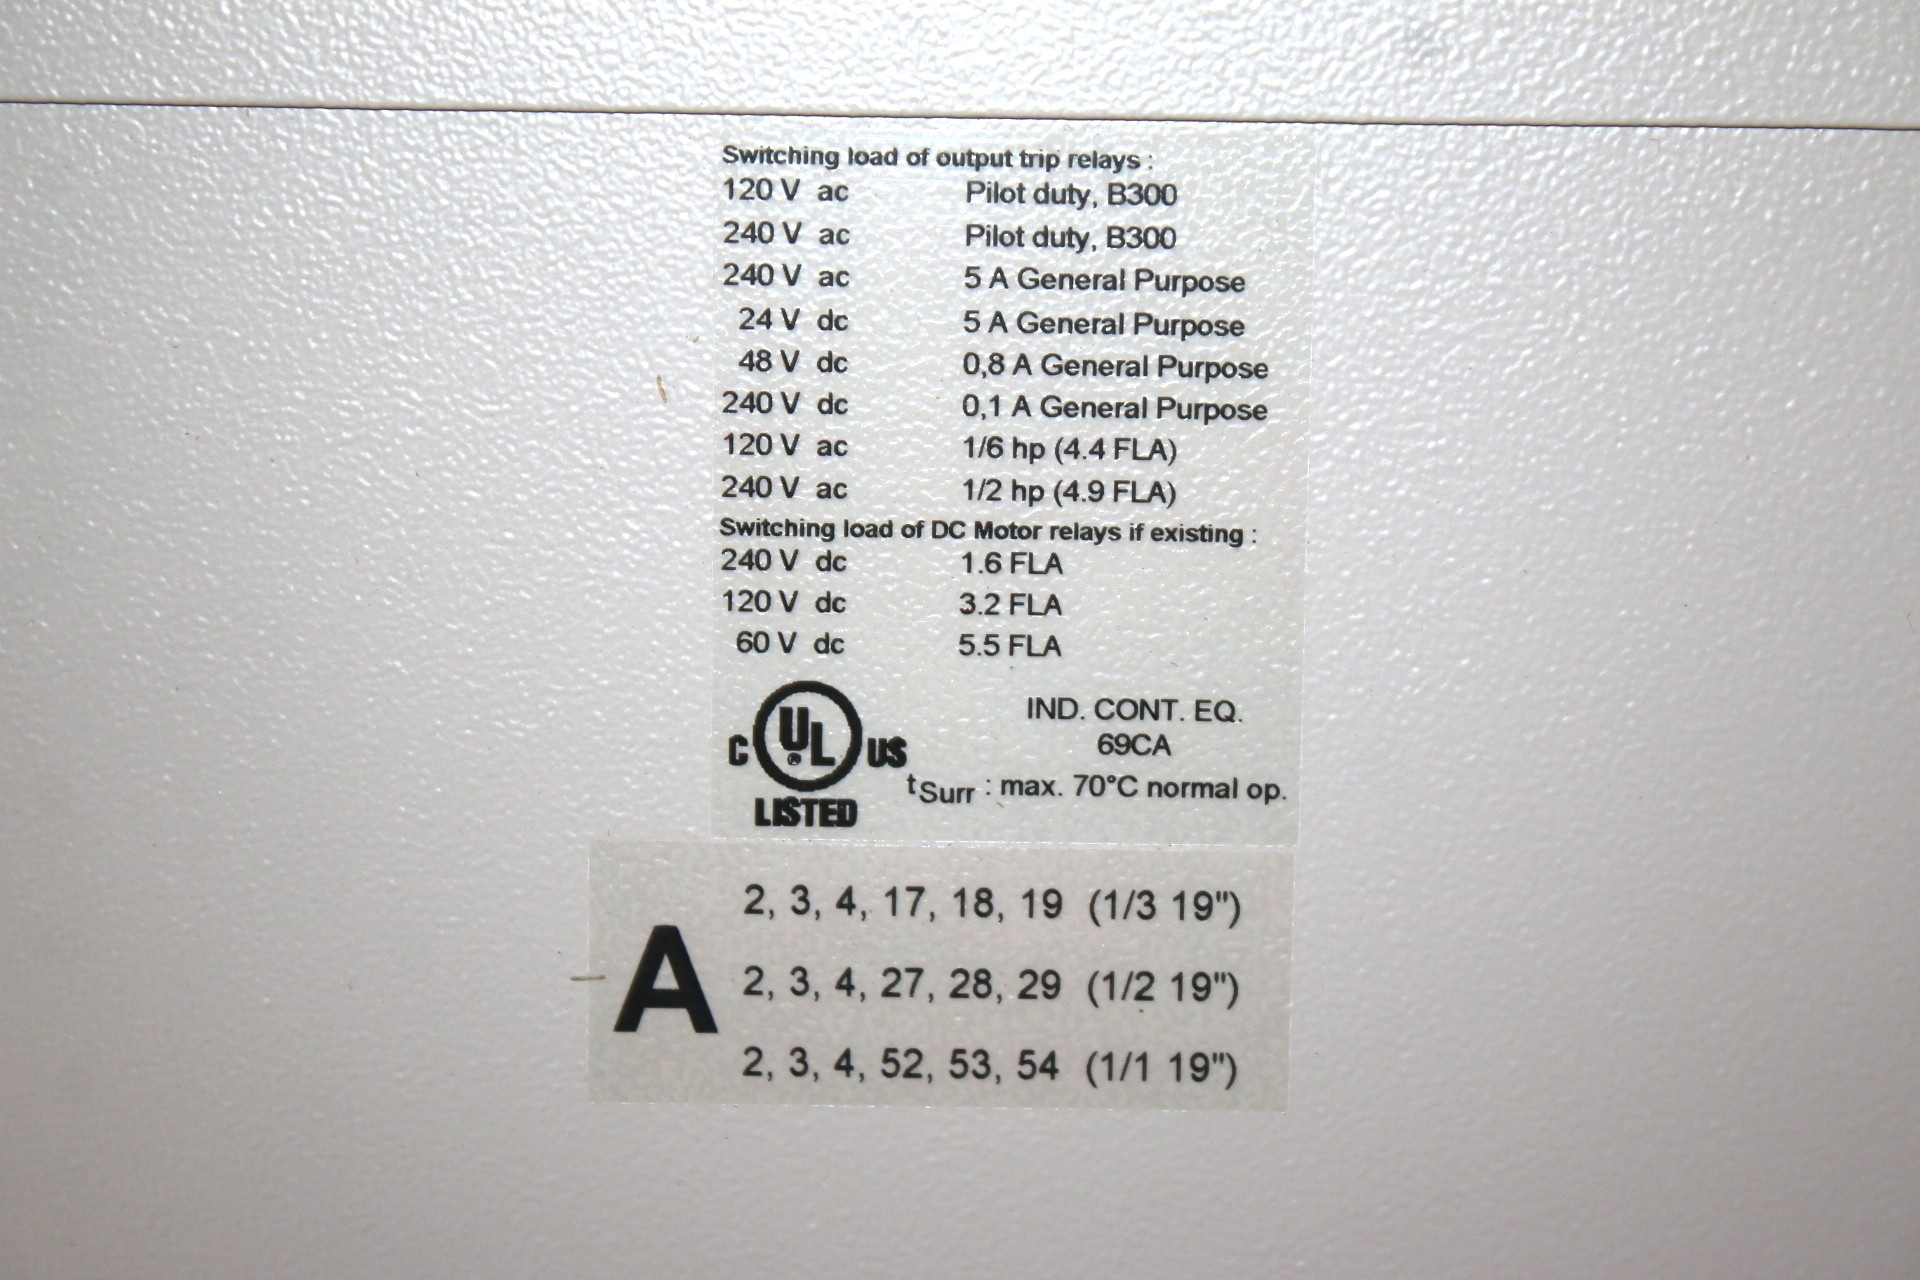 Switching load of output trip relays :
120 V ac Pilot duty, B300
240 V ac Pilot duty, B300
240 V ac 5 A General Purpose
24 V dc 5 A General Purpose
48 V dc 0,8 A General Purpose
240 V dc 0,1 A General Purpose
120 V ac 1/6 hp (4.4 FLA)
240 V ac 1/2 hp (4.9 FLA)
Switching load of DC Motor relays if existing :
240 V dc 1.6 FLA
120 V dc 3.2 FLA
60 V dc 5.5 FLA
C UL® US
LISTED
IND. CONT. EQ.
69CA
tSurr : max. 70°C normal op.
A
2, 3, 4, 17, 18, 19 (1/3 19")
2, 3, 4, 27, 28, 29 (1/2 19")
2, 3, 4, 52, 53, 54 (1/1 19")